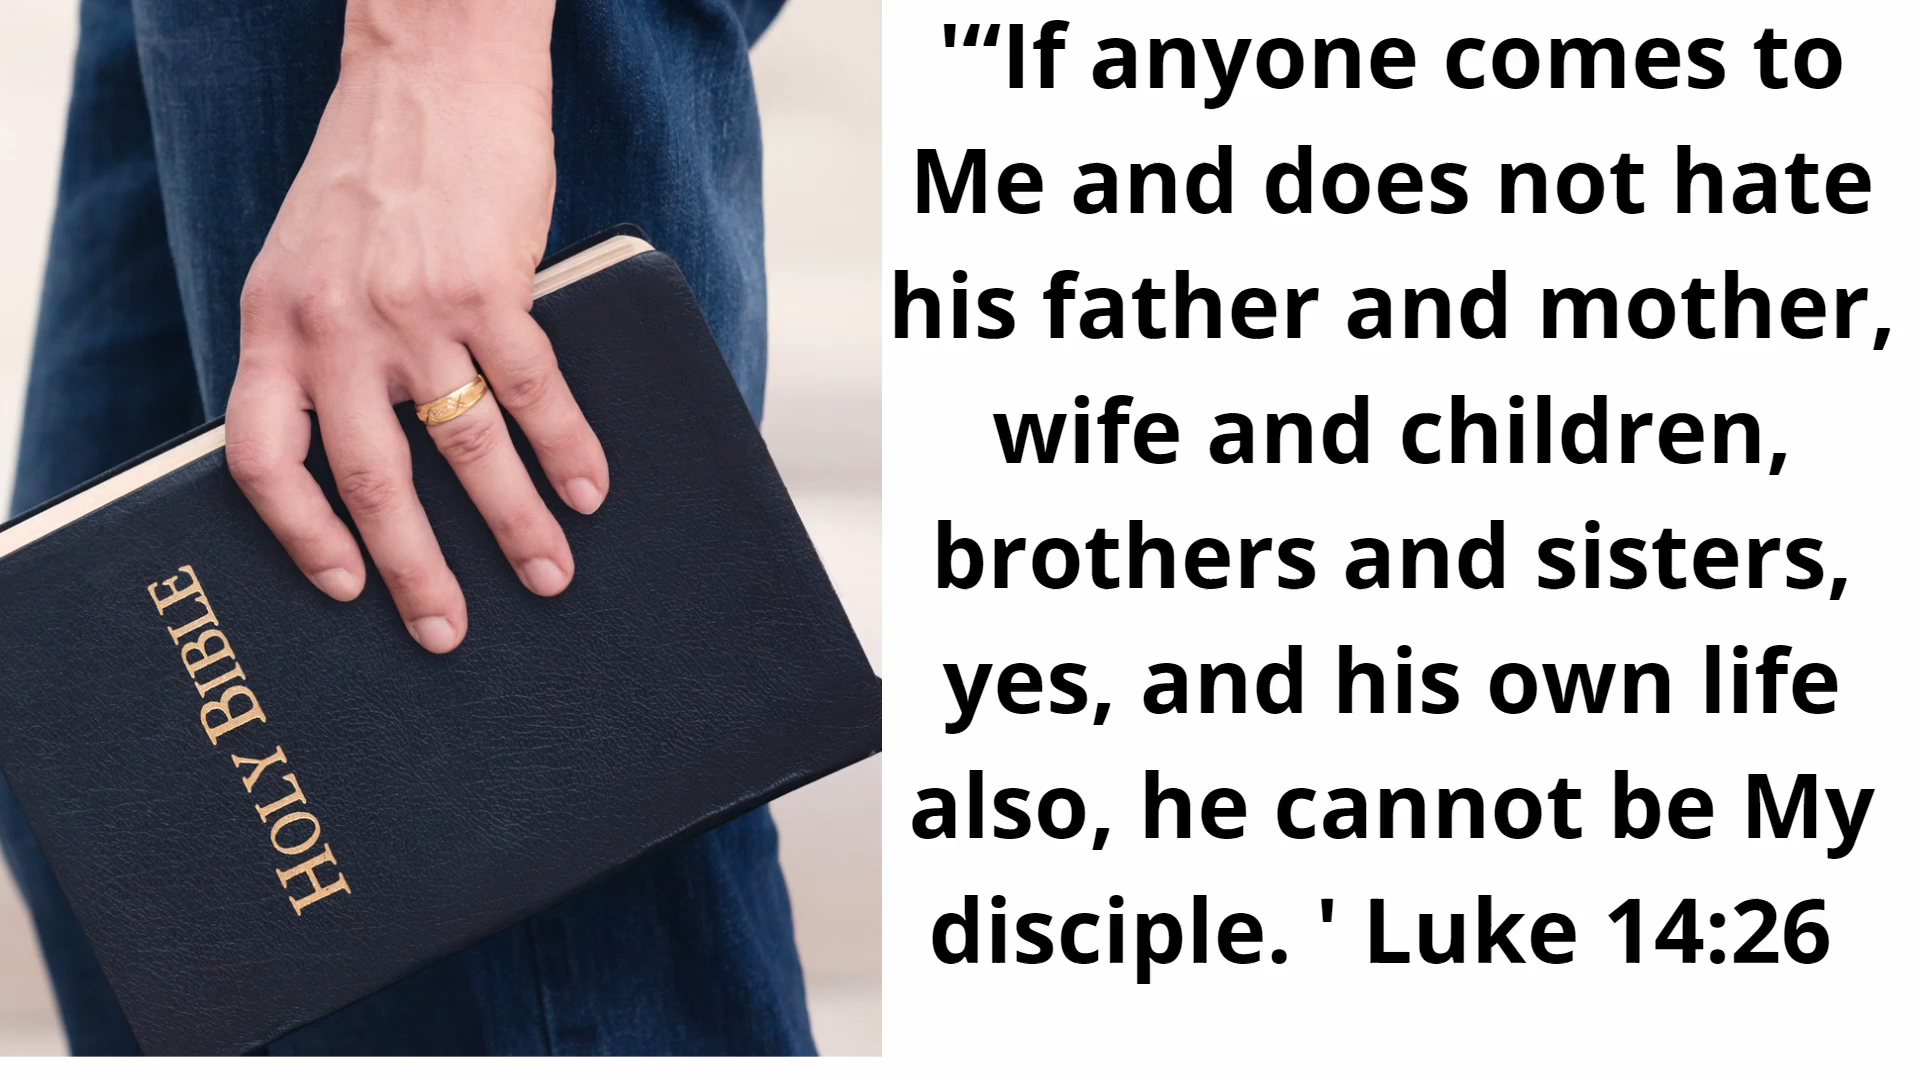 HOLY BIBLE
'“If anyone comes to
Me and does not hate
his father and mother,
wife and children,
brothers and sisters,
yes, and his own life
also, he cannot be My
disciple. ' Luke 14:26